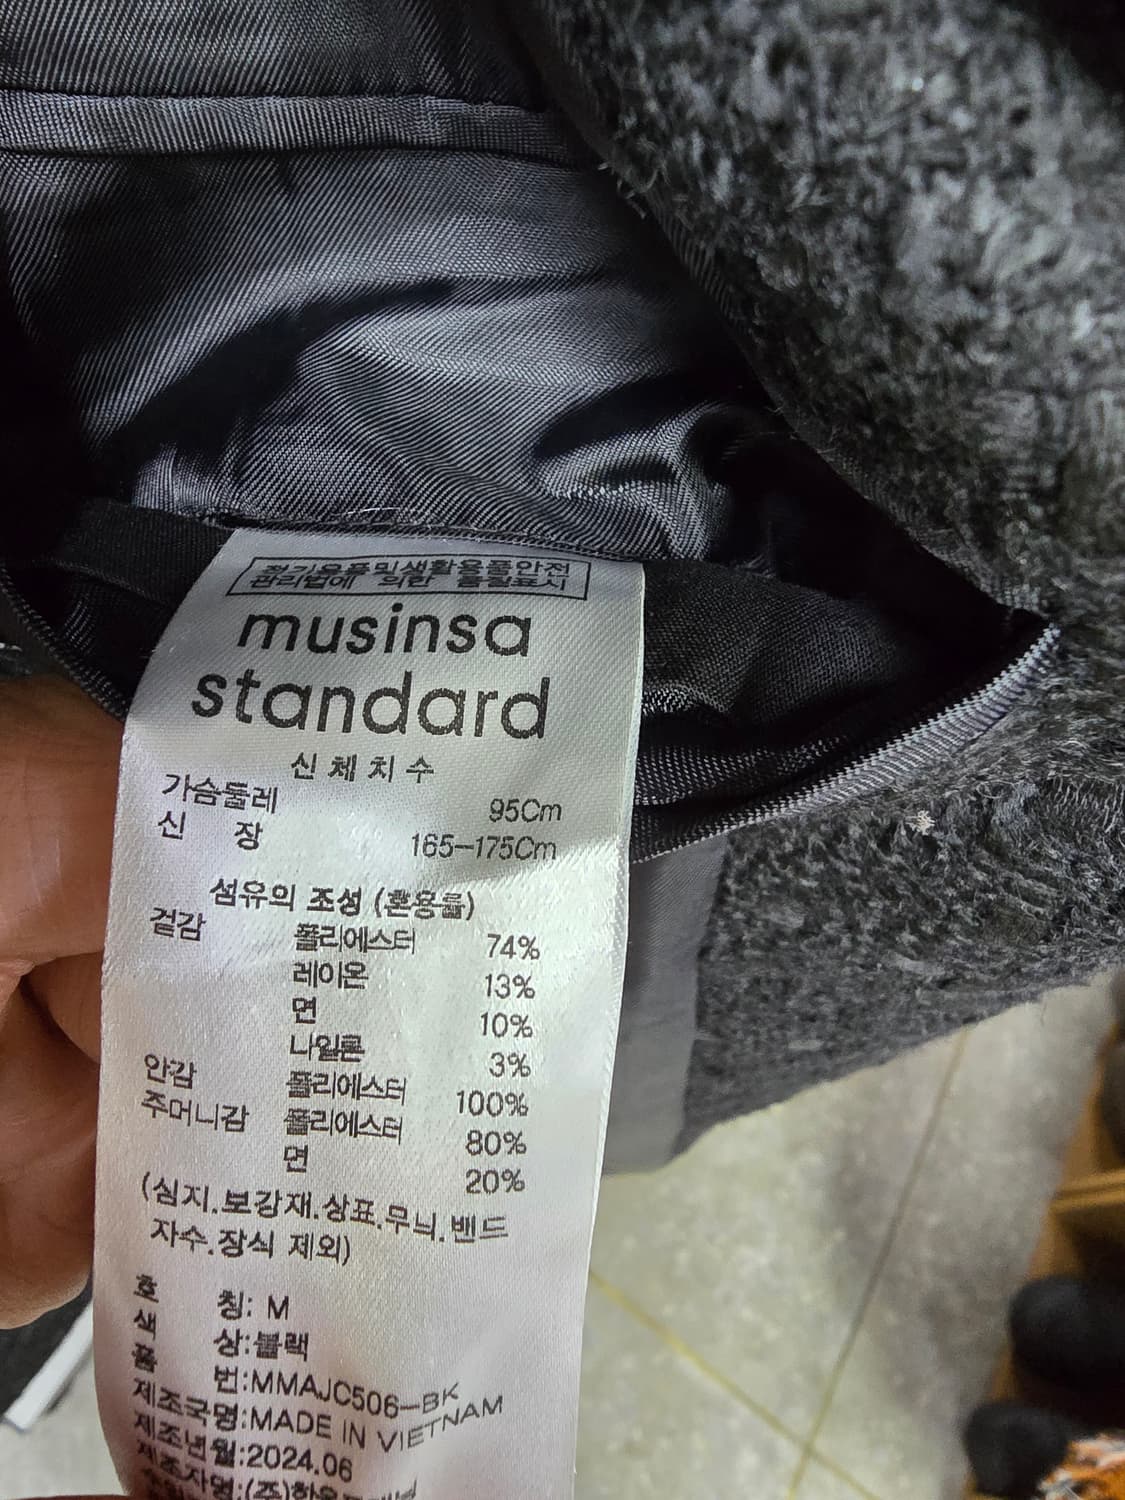 전기용품및생활용품안전
관리법에 의한 품질표시
musinsa
standard
신체치수
가슴둘레 95Cm
신 장 165-175Cm
섬유의 조성 (혼용률)
겉감 폴리에스터 74%
레이온 13%
면 10%
나일론 3%
안감 폴리에스터 100%
주머니감 폴리에스터 80%
면 20%
(심지.보강재.상표.무늬.밴드
자수.장식 제외)
호 칭: M
색 상:블랙
품 번:MMAJC506-BK
제조국명:MADE IN VIETNAM
제조년월:2024.06
제조자명:(주)